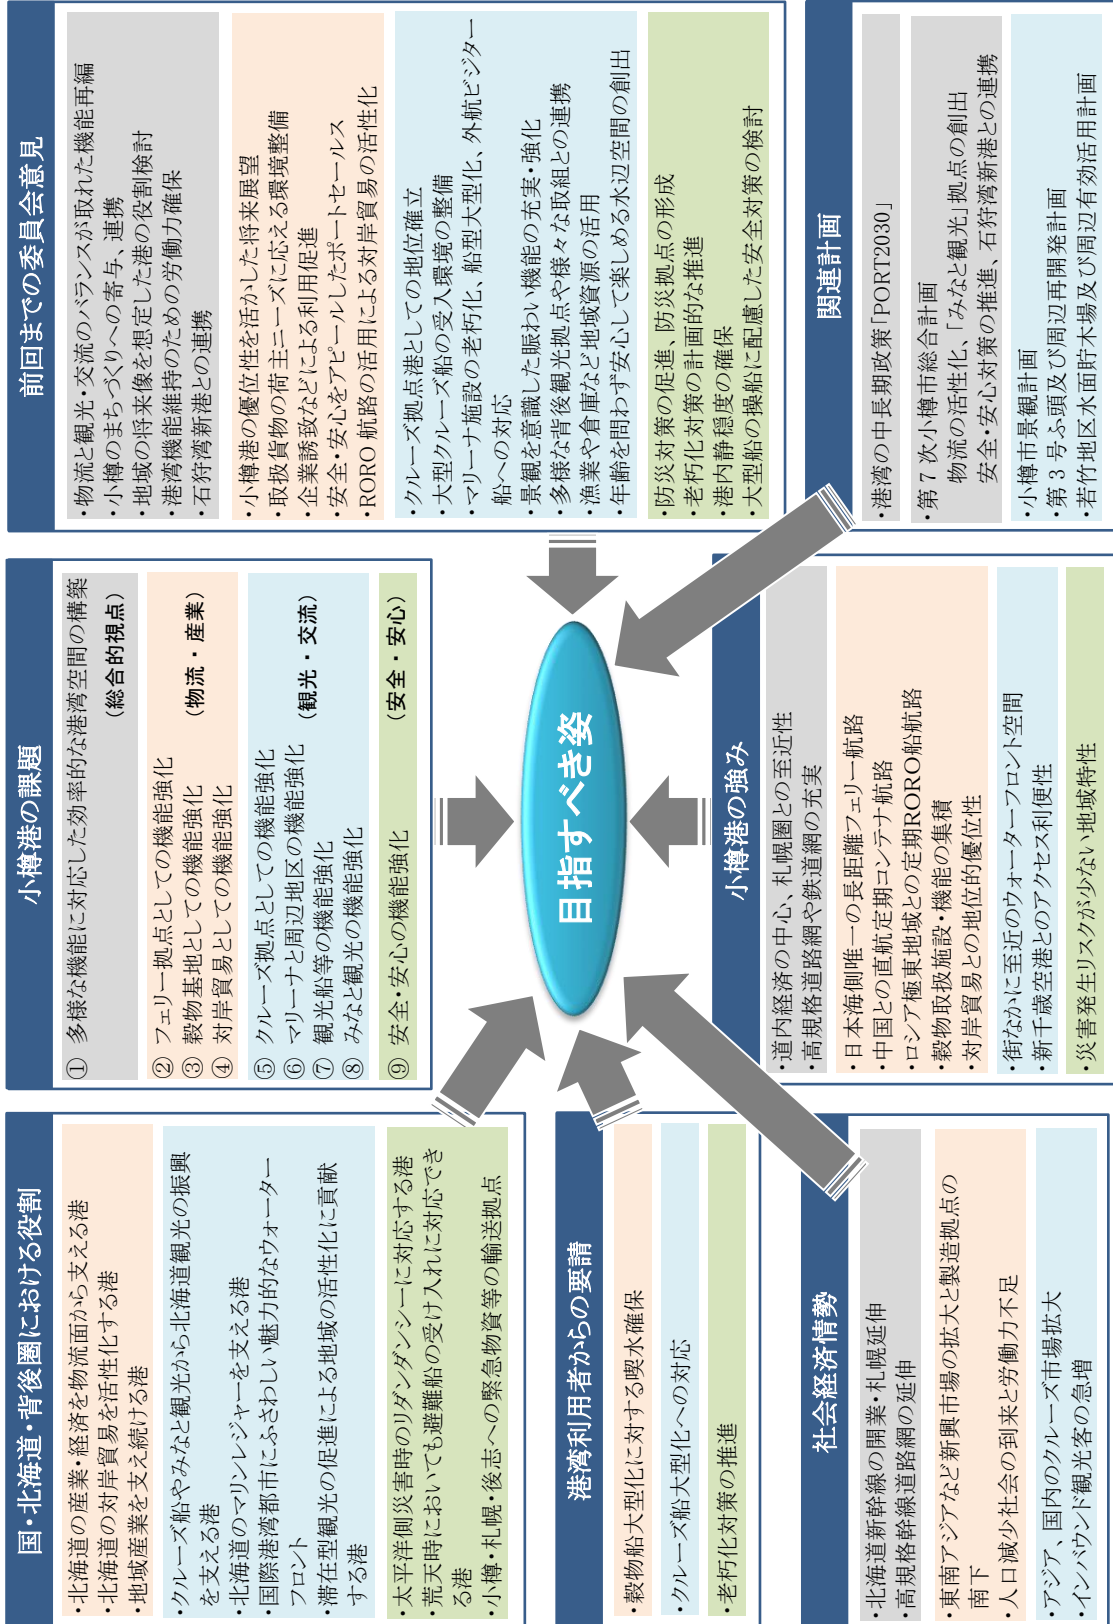 国・北海道・背後圏における役割
・北海道の産業・経済を物流面から支える港
・北海道の対岸貿易を活性化する港
・地域産業を支え続ける港
・クルーズ船やみなと観光から北海道観光の振興
を支える港
・北海道のマリンレジャーを支える港
・国際港湾都市にふさわしい魅力的なウォーター
フロント
・滞在型観光の促進による地域の活性化に貢献
する港
・太平洋側災害時のリダンダンシーに対応する港
・荒天時においても避難船の受け入れに対応でき
る港
・小樽・札幌・後志への緊急物資等の輸送拠点
小樽港の課題
① 多様な機能に対応した効率的な港湾空間の構築
（総合的視点）
② フェリー拠点としての機能強化
③ 穀物基地としての機能強化 （物流・産業）
④ 対岸貿易としての機能強化
⑤ クルーズ拠点としての機能強化
⑥ マリーナと周辺地区の機能強化
⑦ 観光船等の機能強化 （観光・交流）
⑧ みなと観光の機能強化
⑨ 安全・安心の機能強化 （安全・安心）
前回までの委員会意見
・物流と観光・交流のバランスが取れた機能再編
・小樽のまちづくりへの寄与、連携
・地域の将来像を想定した港の役割検討
・港湾機能維持のための労働力確保
・石狩湾新港との連携
・小樽港の優位性を活かした将来展望
・取扱貨物の荷主ニーズに応える環境整備
・企業誘致などによる利用促進
・安全・安心をアピールしたポートセールス
・RORO 航路の活用による対岸貿易の活性化
・クルーズ拠点港としての地位確立
・大型クルーズ船の受入環境の整備
・マリーナ施設の老朽化、船型大型化、外航ビジター
船への対応
・景観を意識した賑わい機能の充実・強化
・多様な背後観光拠点や様々な取組との連携
・漁業や倉庫など地域資源の活用
・年齢を問わず安心して楽しめる水辺空間の創出
・防災対策の促進、防災拠点の形成
・老朽化対策の計画的な推進
・港内静穏度の確保
・大型船の操船に配慮した安全対策の検討
港湾利用者からの要請
・穀物船大型化に対する喫水確保
・クルーズ船大型化への対応
・老朽化対策の推進
目指すべき姿
社会経済情勢
・北海道新幹線の開業・札幌延伸
・高規格幹線道路網の延伸
・東南アジアなど新興市場の拡大と製造拠点の
南下
・人口減少社会の到来と労働力不足
・アジア、国内のクルーズ市場拡大
・インバウンド観光客の急増
小樽港の強み
・道内経済の中心、札幌圏との至近性
・高規格道路網や鉄道網の充実
・日本海側唯一の長距離フェリー航路
・中国との直航定期コンテナ航路
・ロシア極東地域との定期RORO船航路
・穀物取扱施設・機能の集積
・対岸貿易との地位的優位性
・街なかに至近のウォーターフロント空間
・新千歳空港とのアクセス利便性
・災害発生リスクが少ない地域特性
関連計画
・港湾の中長期政策「PORT2030」
・第 7 次小樽市総合計画
物流の活性化、「みなと観光」拠点の創出
安全・安心対策の推進、石狩湾新港との連携
・小樽市景観計画
・第 3 号ふ頭及び周辺再開発計画
・若竹地区水面貯木場及び周辺有効活用計画